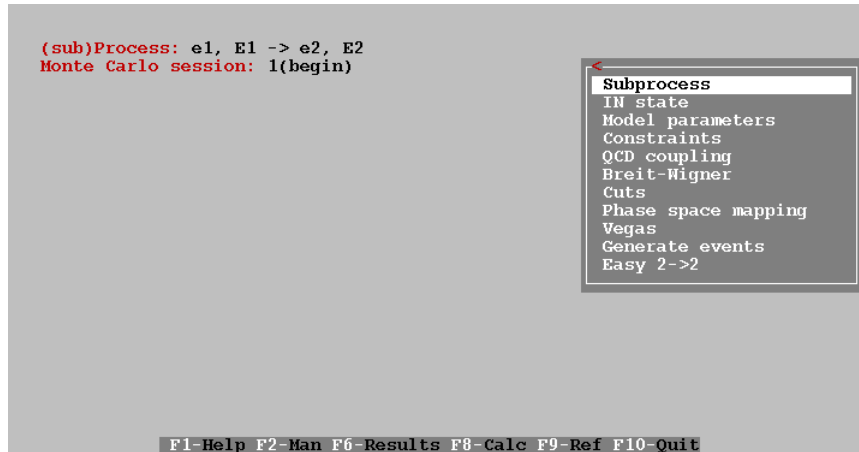 (sub)Process: e1, E1 -> e2, E2
Monte Carlo session: 1(begin)
<
Subprocess
IN state
Model parameters
Constraints
QCD coupling
Breit-Wigner
Cuts
Phase space mapping
Vegas
Generate events
Easy 2->2
F1-Help F2-Man F6-Results F8-Calc F9-Ref F10-Quit